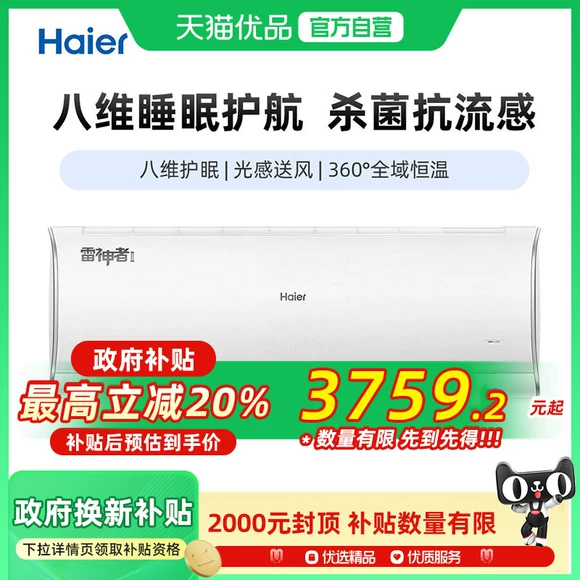 Haier
天猫优品 官方自营
八维睡眠护航 杀菌抗流感
八维护眠 | 光感送风 | 360°全域恒温
雷神者II
Haier
政府补贴
最高立减20%
补贴后预估到手价
3759.2 元起
*数量有限 先到先得!!!
政府换新补贴
下拉详情页领取补贴资格
2000元封顶 补贴数量有限
优选精品 优质服务